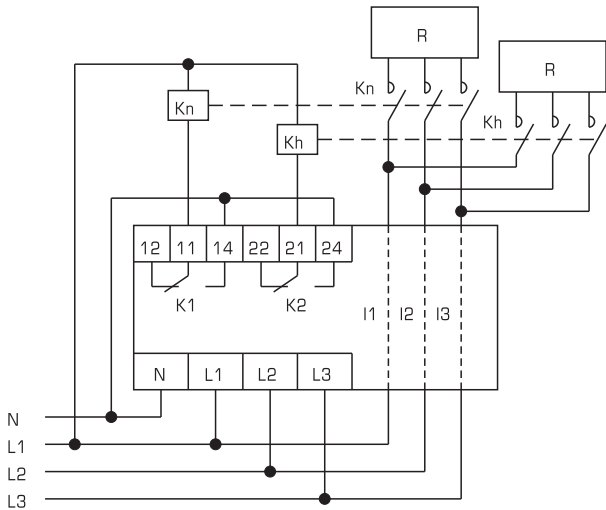 R
R
Kn
Kn
Kh
Kh
12 11 14 22 21 24
K1 K2
I1 I2 I3
N L1 L2 L3
N
L1
L2
L3